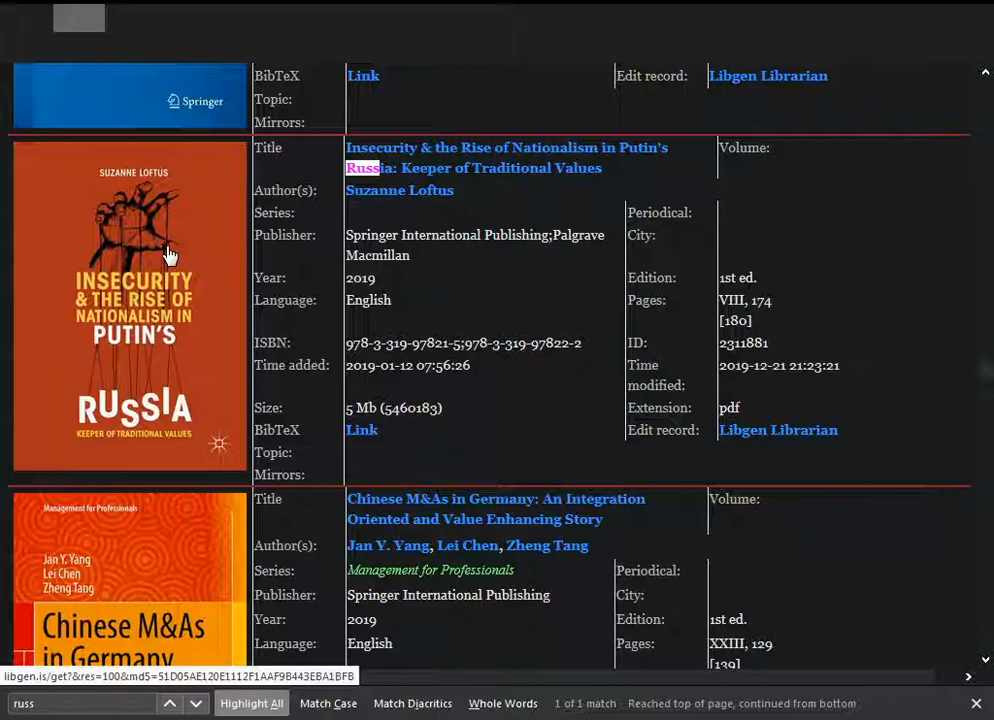 BibTeX Link Edit record: Libgen Librarian
Springer
Topic:
Mirrors:
SUZANNE LOFTUS
INSECURITY
& THE RISE OF
NATIONALISM IN
PUTIN'S
RUSSIA
KEEPER OF TRADITIONAL VALUES
Title Insecurity & the Rise of Nationalism in Putin's Volume:
Russia: Keeper of Traditional Values
Author(s): Suzanne Loftus
Series: Periodical:
Publisher: Springer International Publishing;Palgrave City:
Macmillan
Year: 2019 Edition: 1st ed.
Language: English Pages: VIII, 174
[180]
ISBN: 978-3-319-97821-5;978-3-319-97822-2 ID: 2311881
Time added: 2019-01-12 07:56:26 Time 2019-12-21 21:23:21
modified:
Size: 5 Mb (5460183) Extension: pdf
BibTeX Link Edit record: Libgen Librarian
Topic:
Mirrors:
Management for Professionals
Jan Y. Yang
Lei Chen
Zheng Tang
Chinese M&As
in Germany
Title Chinese M&As in Germany: An Integration Volume:
Oriented and Value Enhancing Story
Author(s): Jan Y. Yang, Lei Chen, Zheng Tang
Series: Management for Professionals Periodical:
Publisher: Springer International Publishing City:
Year: 2019 Edition: 1st ed.
Language: English Pages: XXIII, 129
[139]
libgen.is/get?&res=100&md5=51D05AE120E1112F1AAF9B443EBA1BFB
russ Highlight All Match Case Match Diacritics Whole Words 1 of 1 match Reached top of page, continued from bottom